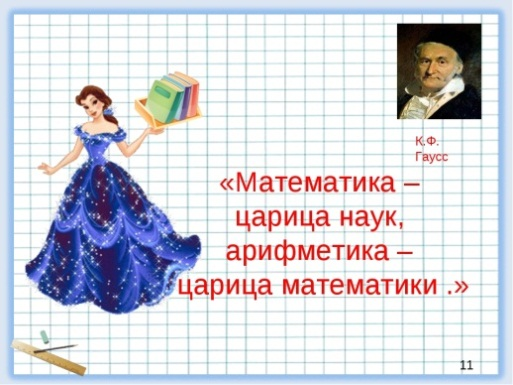 К.Ф.
Гаусс
«Математика –
царица наук,
арифметика –
царица математики .»
11